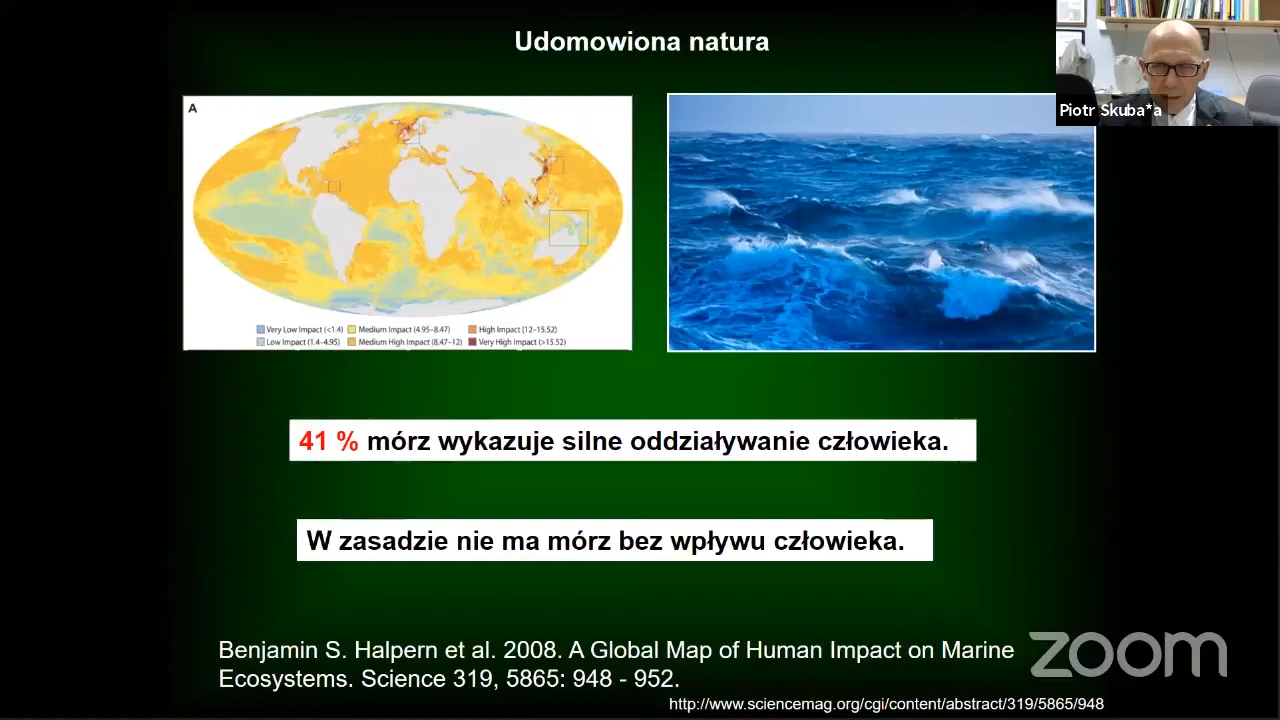 Udomowiona natura
Piotr Skuba*a
A
Very Low Impact (<1.4)
Medium Impact (4.95–8.47)
High Impact (12–15.52)
Low Impact (1.4–4.95)
Medium High Impact (8.47–12)
Very High Impact (>15.52)
41 % mórz wykazuje silne oddziaływanie człowieka.
W zasadzie nie ma mórz bez wpływu człowieka.
Benjamin S. Halpern et al. 2008. A Global Map of Human Impact on Marine
Ecosystems. Science 319, 5865: 948 - 952.
zoom
http://www.sciencemag.org/cgi/content/abstract/319/5865/948